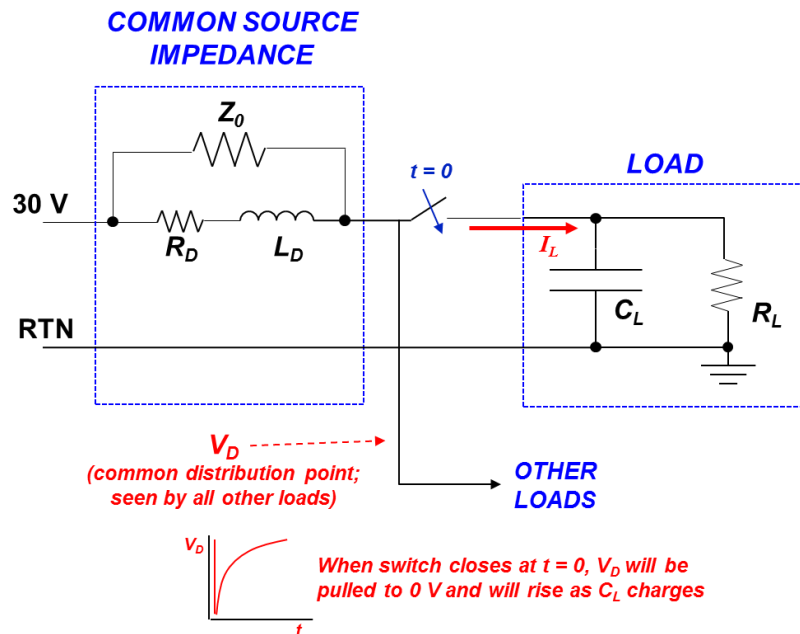 COMMON SOURCE
IMPEDANCE
Z0
LOAD
t = 0
30 V
RD
LD
IL
CL
RL
RTN
VD
(common distribution point;
seen by all other loads)
OTHER
LOADS
VD
When switch closes at t = 0, VD will be
pulled to 0 V and will rise as CL charges
t